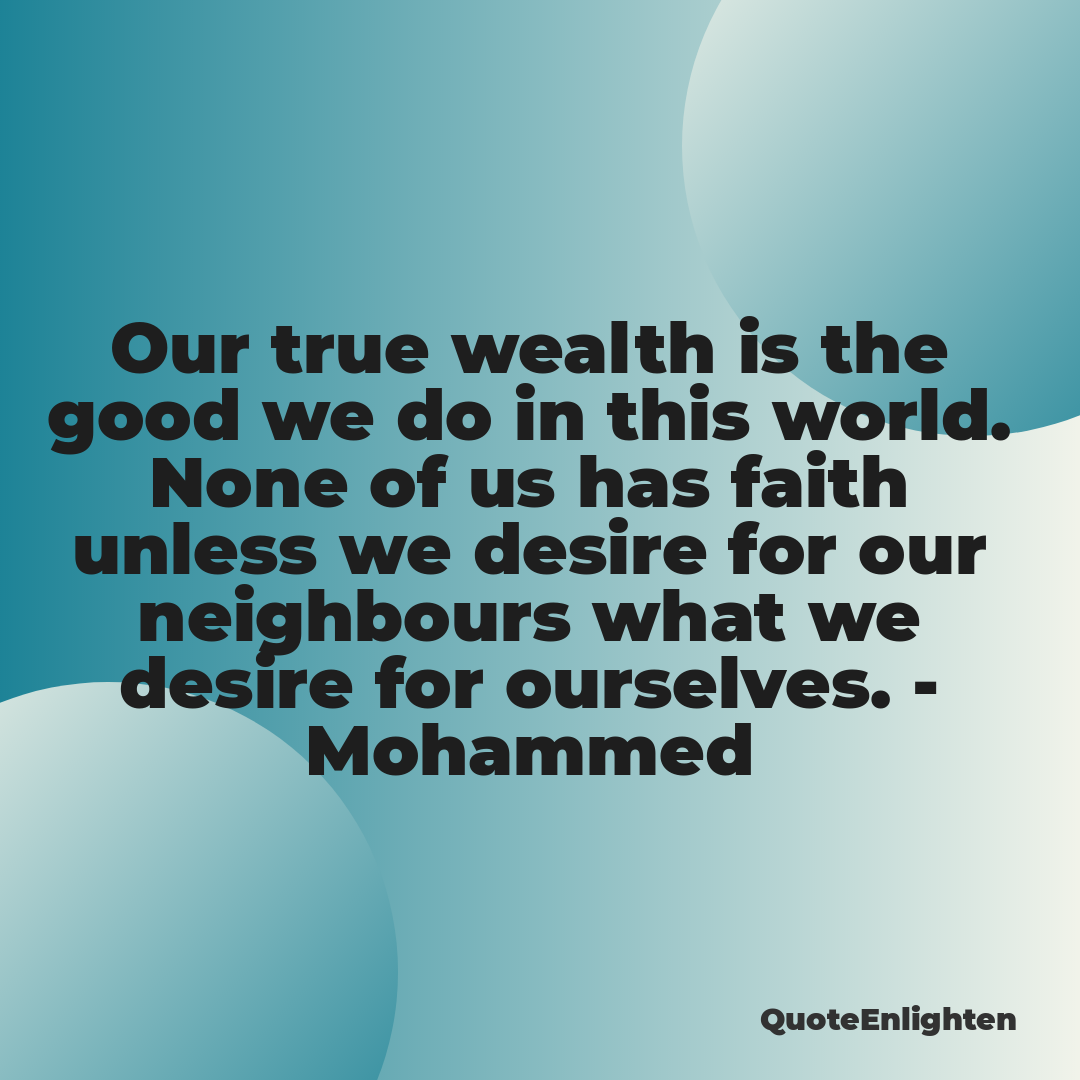 Our true wealth is the
good we do in this world.
None of us has faith
unless we desire for our
neighbours what we
desire for ourselves. -
Mohammed
QuoteEnlighten